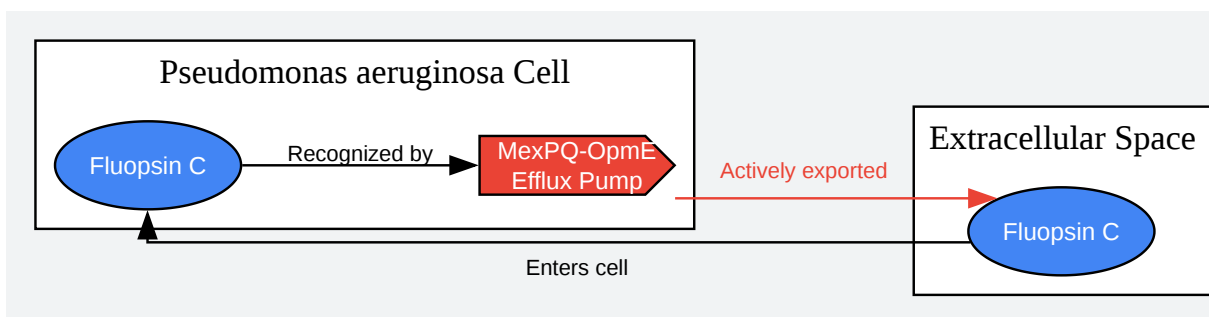 Pseudomonas aeruginosa Cell
Fluopsin C
Recognized by
MexPQ-OpmE
Efflux Pump
Actively exported
Extracellular Space
Fluopsin C
Enters cell